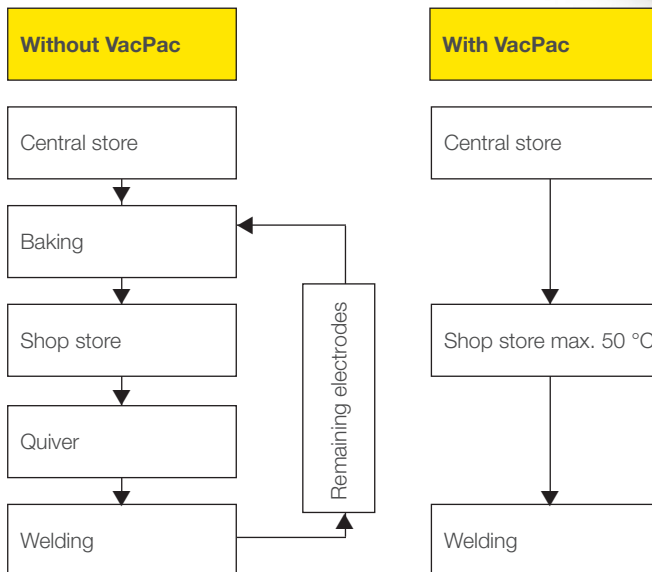 Without VacPac
Central store
Baking
Shop store
Quiver
Welding
Remaining electrodes
With VacPac
Central store
Shop store max. 50 °C
Welding